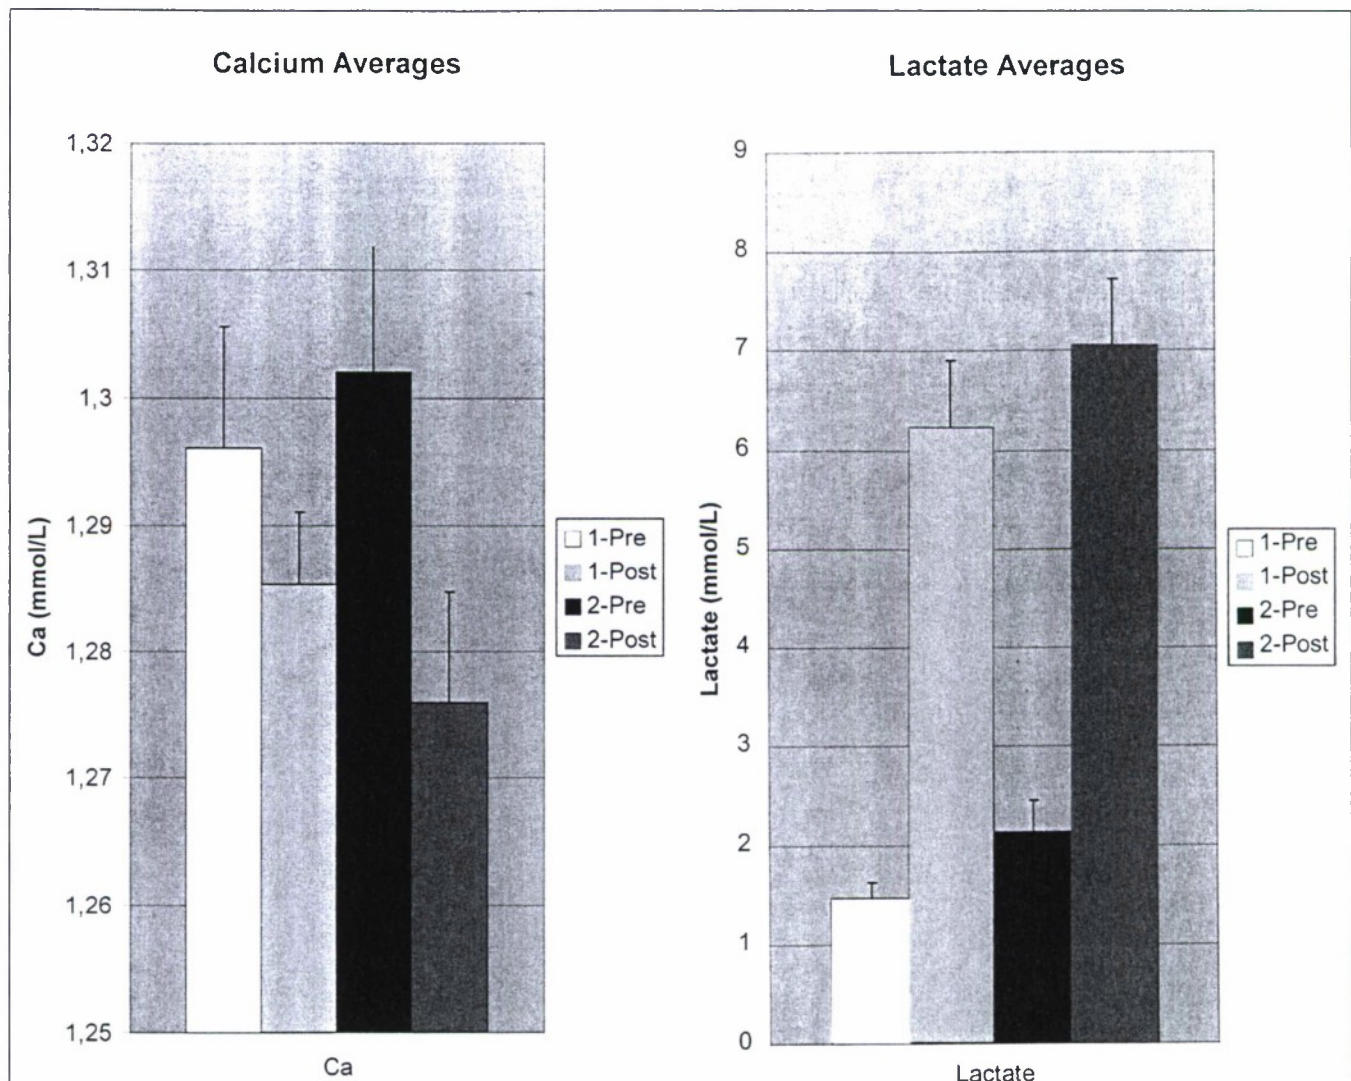 Calcium Averages
1,32
1,31
1,3
1,29
1,28
1,27
1,26
1,25
Ca (mmol/L)
Ca
1-Pre
1-Post
2-Pre
2-Post
Lactate Averages
9
8
7
6
5
4
3
2
1
0
Lactate (mmol/L)
Lactate
1-Pre
1-Post
2-Pre
2-Post